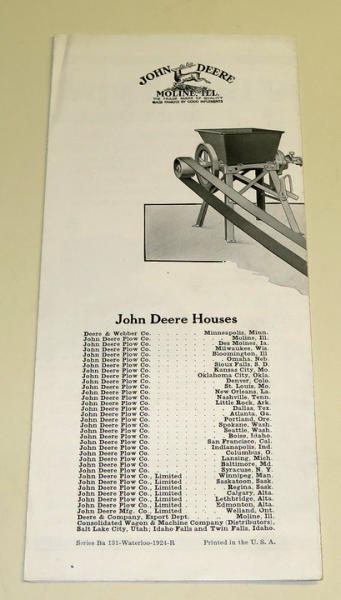 JOHN DEERE
MOLINE, ILL.
THE TRADE MARK OF QUALITY
MADE FAMOUS BY GOOD IMPLEMENTS
John Deere Houses
Deere & Webber Co. . . . . . . . Minneapolis, Minn.
John Deere Plow Co. . . . . . . . Moline, Ill.
John Deere Plow Co. . . . . . . . Des Moines, Ia.
John Deere Plow Co. . . . . . . . Milwaukee, Wis.
John Deere Plow Co. . . . . . . . Bloomington, Ill
John Deere Plow Co. . . . . . . . Omaha, Neb.
John Deere Plow Co. . . . . . . . Sioux Falls, S. D.
John Deere Plow Co. . . . . . . . Kansas City, Mo.
John Deere Plow Co. . . . . . . . Oklahoma City, Okla.
John Deere Plow Co. . . . . . . . Denver, Colo.
John Deere Plow Co. . . . . . . . St. Louis, Mo.
John Deere Plow Co. . . . . . . . New Orleans, La.
John Deere Plow Co. . . . . . . . Nashville, Tenn.
John Deere Plow Co. . . . . . . . Little Rock, Ark.
John Deere Plow Co. . . . . . . . Dallas, Tex.
John Deere Plow Co. . . . . . . . Atlanta, Ga.
John Deere Plow Co. . . . . . . . Portland, Ore.
John Deere Plow Co. . . . . . . . Spokane, Wash.
John Deere Plow Co. . . . . . . . Seattle, Wash.
John Deere Plow Co. . . . . . . . Boise, Idaho.
John Deere Plow Co. . . . . . . . San Francisco, Cal.
John Deere Plow Co. . . . . . . . Indianapolis, Ind.
John Deere Plow Co. . . . . . . . Columbus, O.
John Deere Plow Co. . . . . . . . Lansing, Mich.
John Deere Plow Co. . . . . . . . Baltimore, Md.
John Deere Plow Co. . . . . . . . Syracuse, N. Y.
John Deere Plow Co., Limited . . . . . Winnipeg, Man.
John Deere Plow Co., Limited . . . . . Saskatoon, Sask.
John Deere Plow Co., Limited . . . . . Regina, Sask.
John Deere Plow Co., Limited . . . . . Calgary, Alta.
John Deere Plow Co., Limited . . . . . Lethbridge, Alta.
John Deere Plow Co., Limited . . . . . Edmonton, Alta.
John Deere Mfg. Co., Limited . . . . . Welland, Ont.
Deere & Company, Export Dept. . . . . . Moline, Ill.
Consolidated Wagon & Machine Company (Distributors),
Salt Lake City, Utah; Idaho Falls and Twin Falls, Idaho.
Series Ba 131-Waterloo-1924-R Printed in the U. S. A.